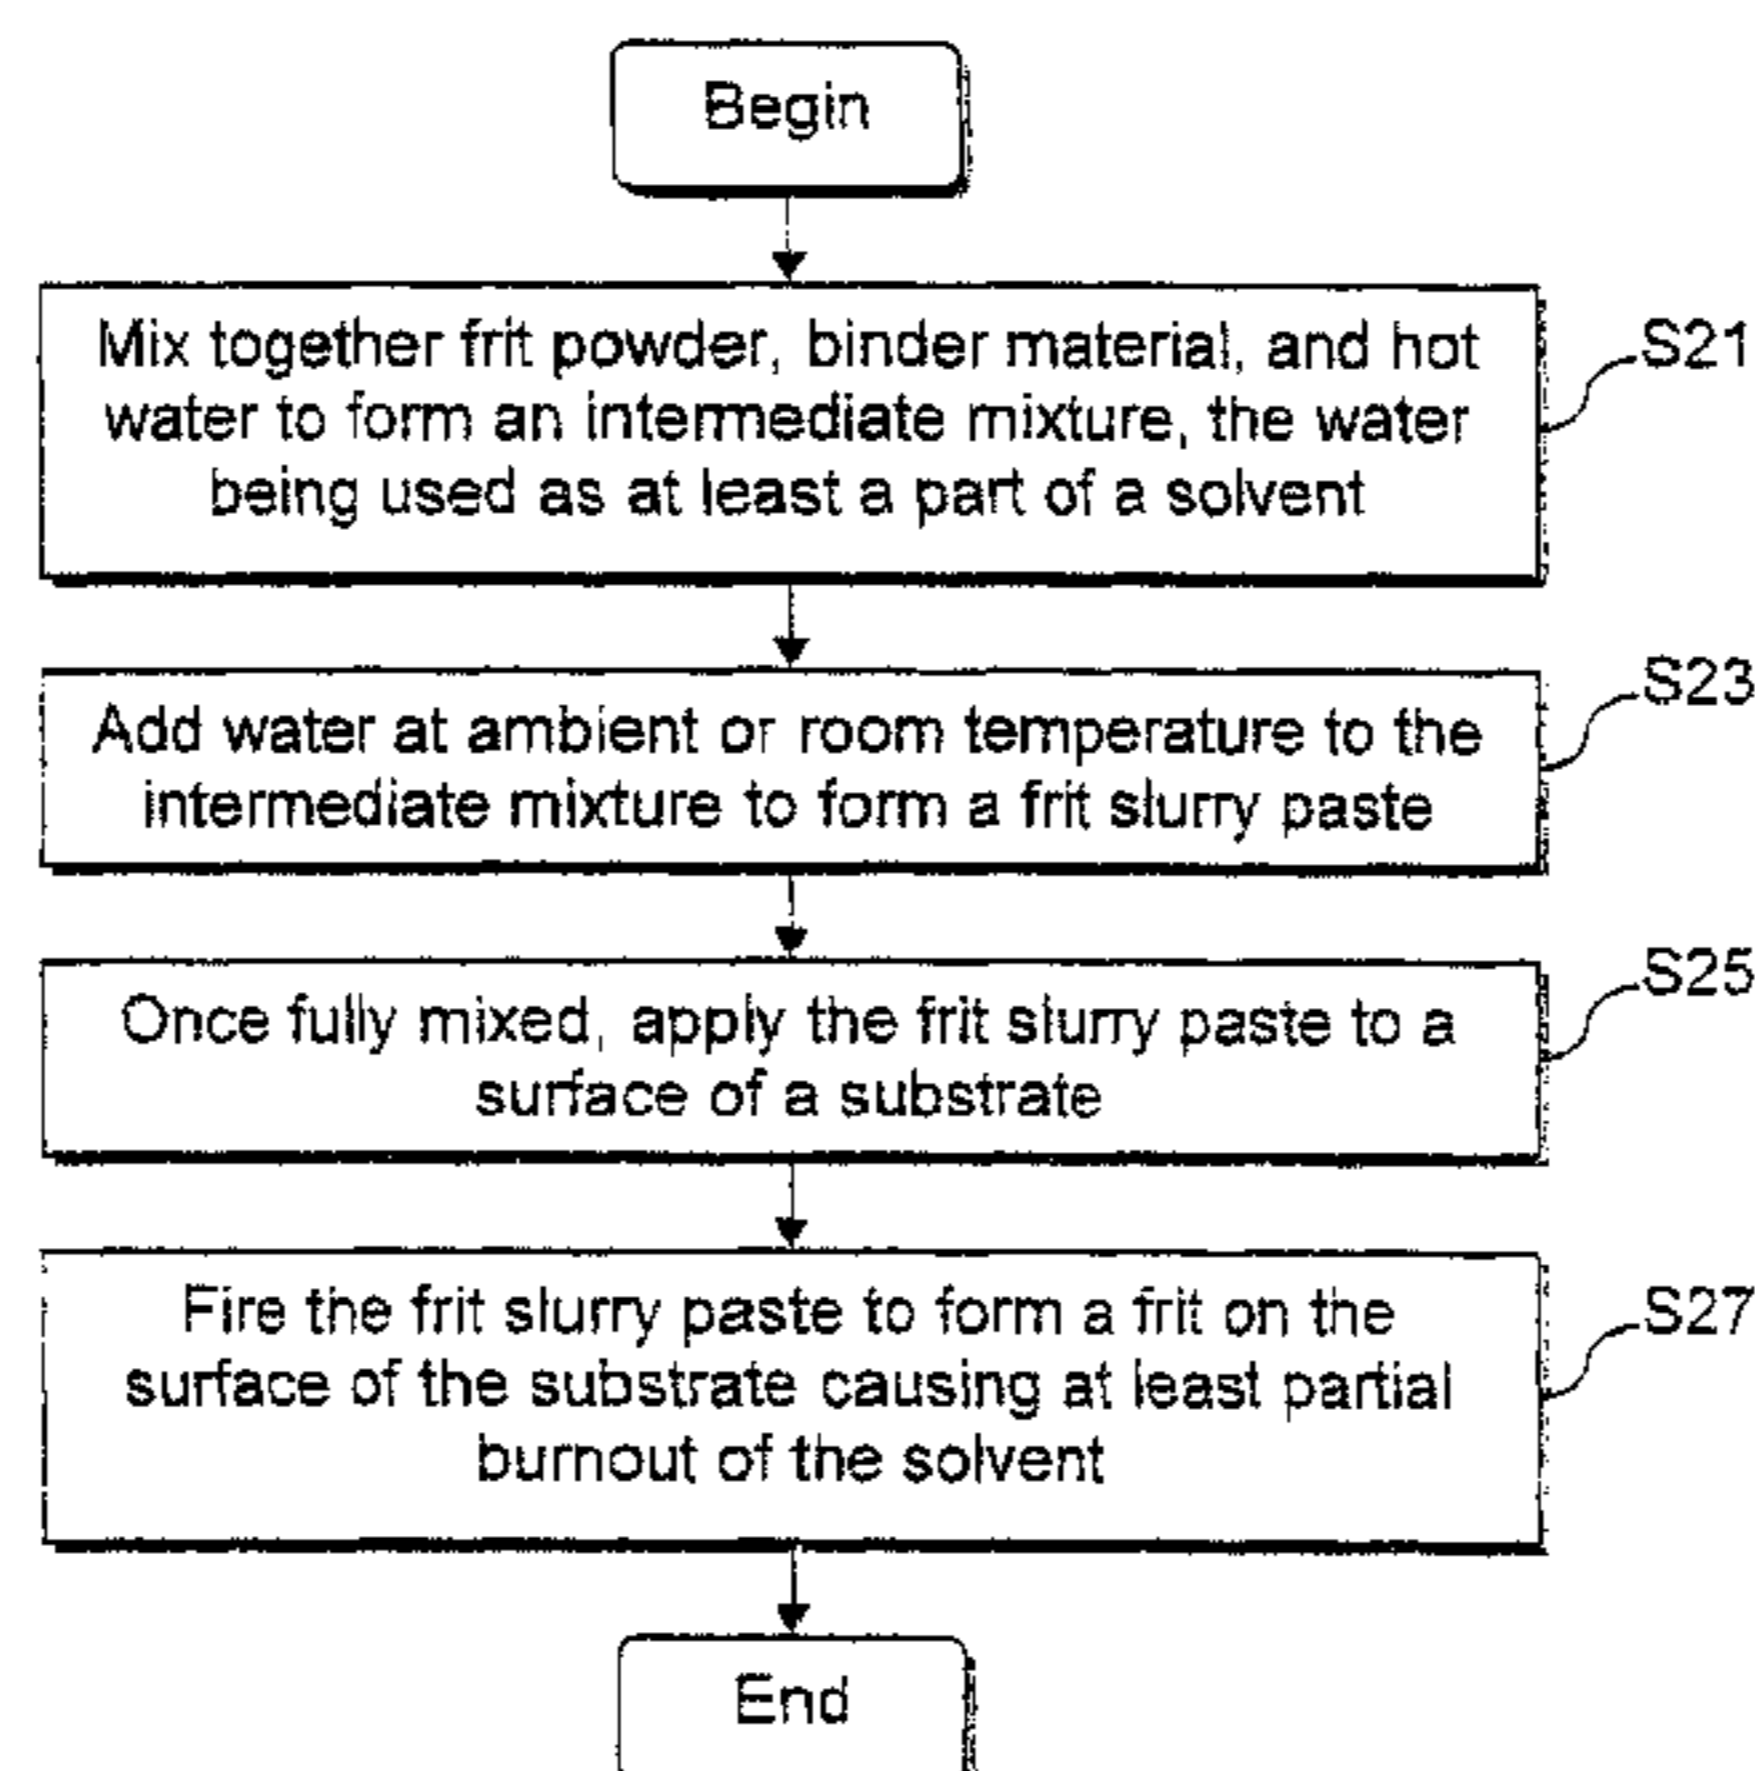 Begin
Mix together frit powder, binder material, and hot
water to form an intermediate mixture, the water
being used as at least a part of a solvent
S21
Add water at ambient or room temperature to the
intermediate mixture to form a frit slurry paste
S23
Once fully mixed, apply the frit slurry paste to a
surface of a substrate
S25
Fire the frit slurry paste to form a frit on the
surface of the substrate causing at least partial
burnout of the solvent
S27
End